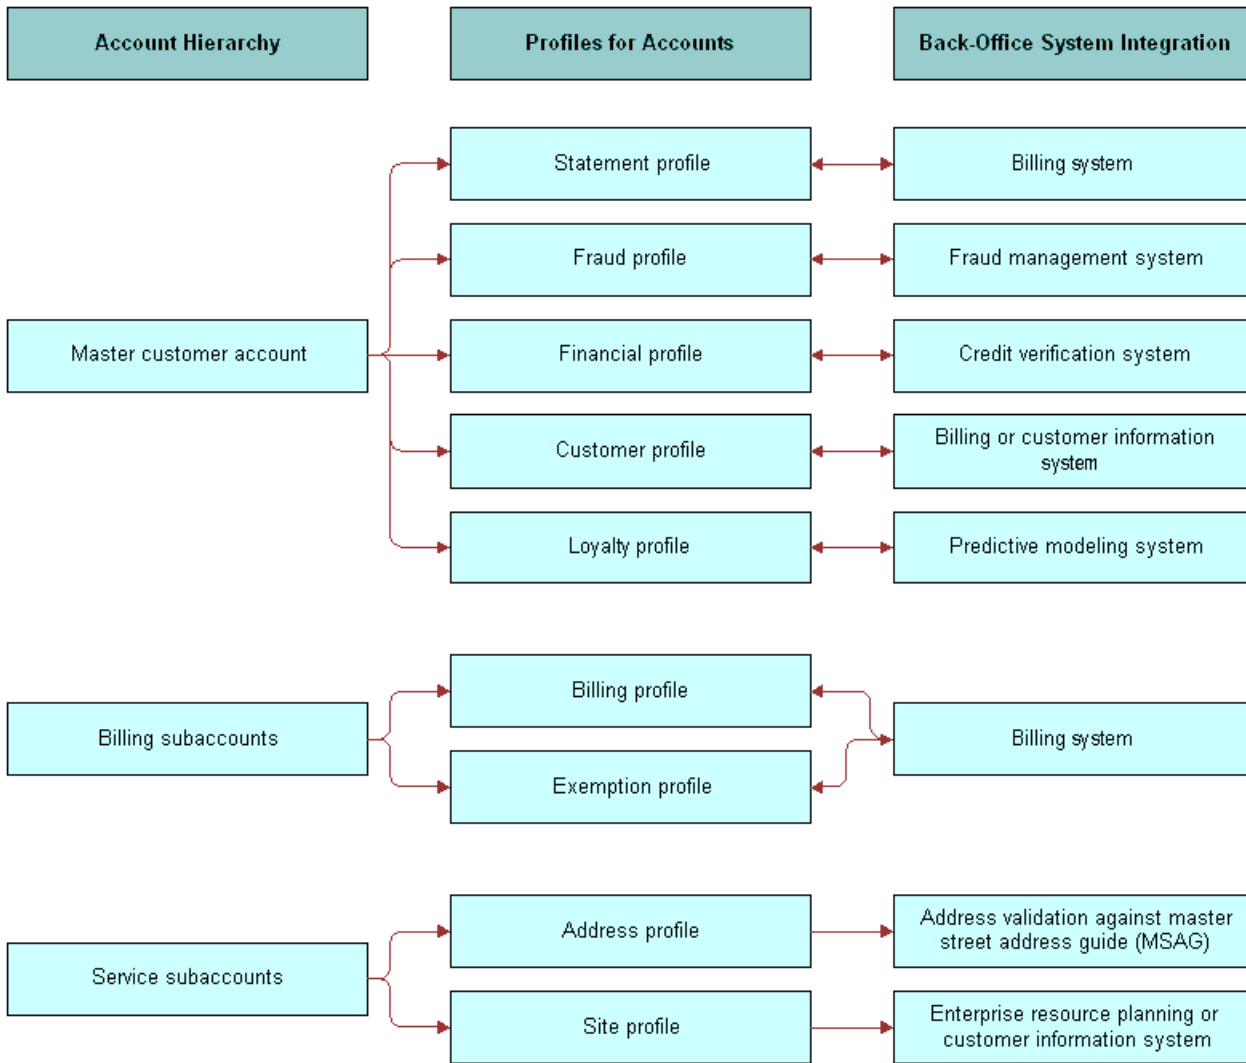 Account Hierarchy
Profiles for Accounts
Back-Office System Integration
Statement profile
Billing system
Fraud profile
Fraud management system
Master customer account
Financial profile
Credit verification system
Customer profile
Billing or customer information
system
Loyalty profile
Predictive modeling system
Billing profile
Billing subaccounts
Billing system
Exemption profile
Address profile
Address validation against master
street address guide (MSAG)
Service subaccounts
Site profile
Enterprise resource planning or
customer information system